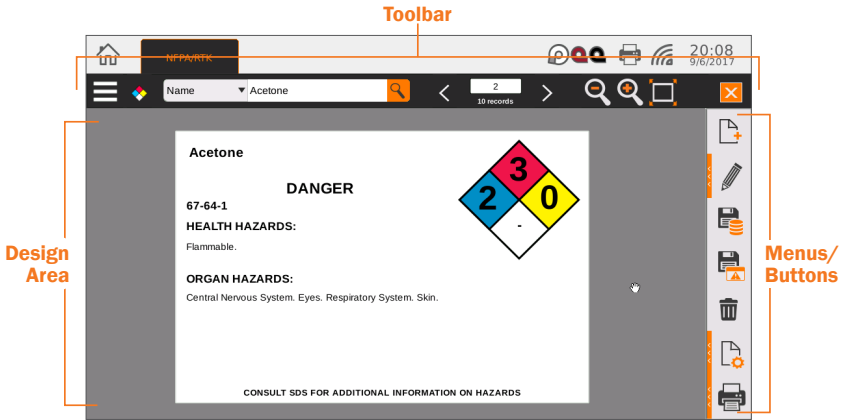 Toolbar
NFPA/RTK
20:08
9/6/2017
Name
Acetone
2
10 records
Design
Area
Acetone
DANGER
67-64-1
HEALTH HAZARDS:
Flammable.
ORGAN HAZARDS:
Central Nervous System. Eyes. Respiratory System. Skin.
3
2
0
-
CONSULT SDS FOR ADDITIONAL INFORMATION ON HAZARDS
Menus/
Buttons